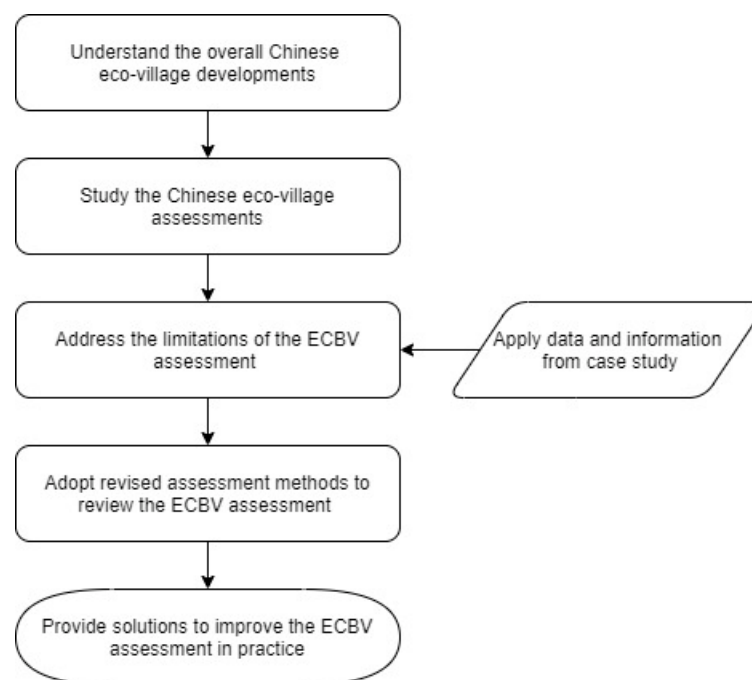 Understand the overall Chinese
eco-village developments
Study the Chinese eco-village
assessments
Address the limitations of the ECBV
assessment
Apply data and information
from case study
Adopt revised assessment methods to
review the ECBV assessment
Provide solutions to improve the ECBV
assessment in practice